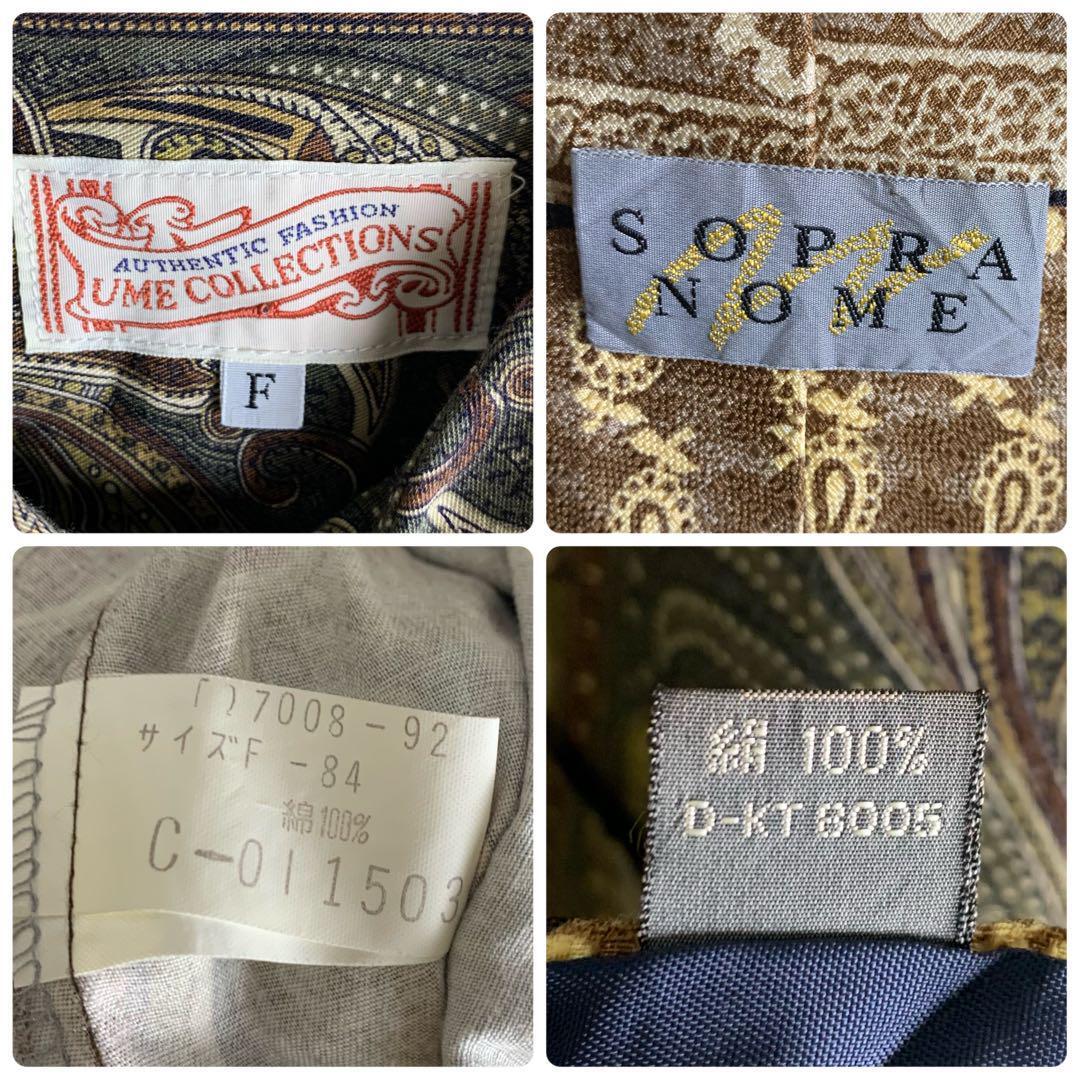 AUTHENTIC FASHION
UME COLLECTIONS
F
SOPRA
NOME
7008-92
サイズF -84
綿100%
C-011503
絹 100%
D-KT 6005